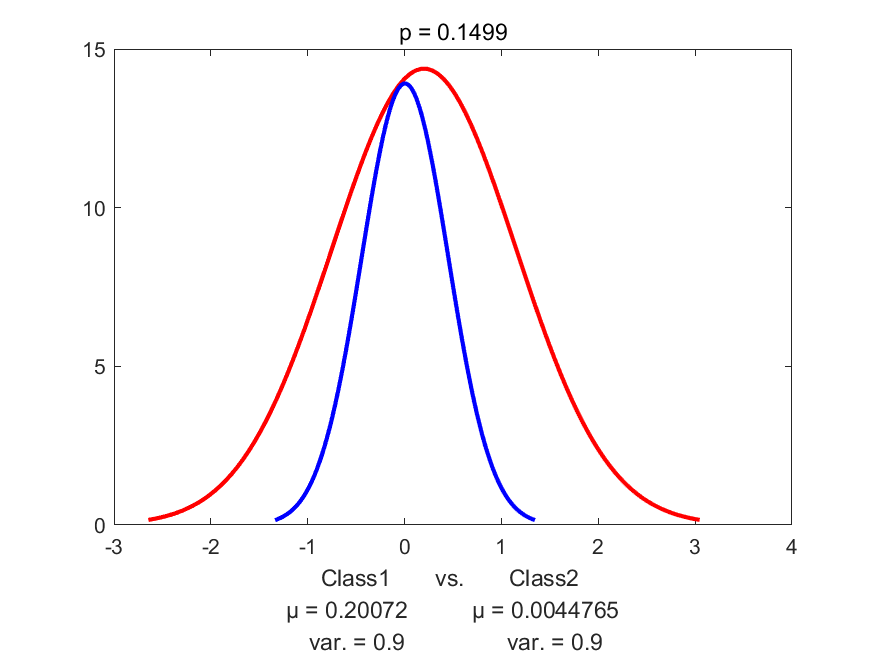 p = 0.1499
15
10
5
0
-3 -2 -1 0 1 2 3 4
Class1 vs. Class2
μ = 0.20072 μ = 0.0044765
var. = 0.9 var. = 0.9